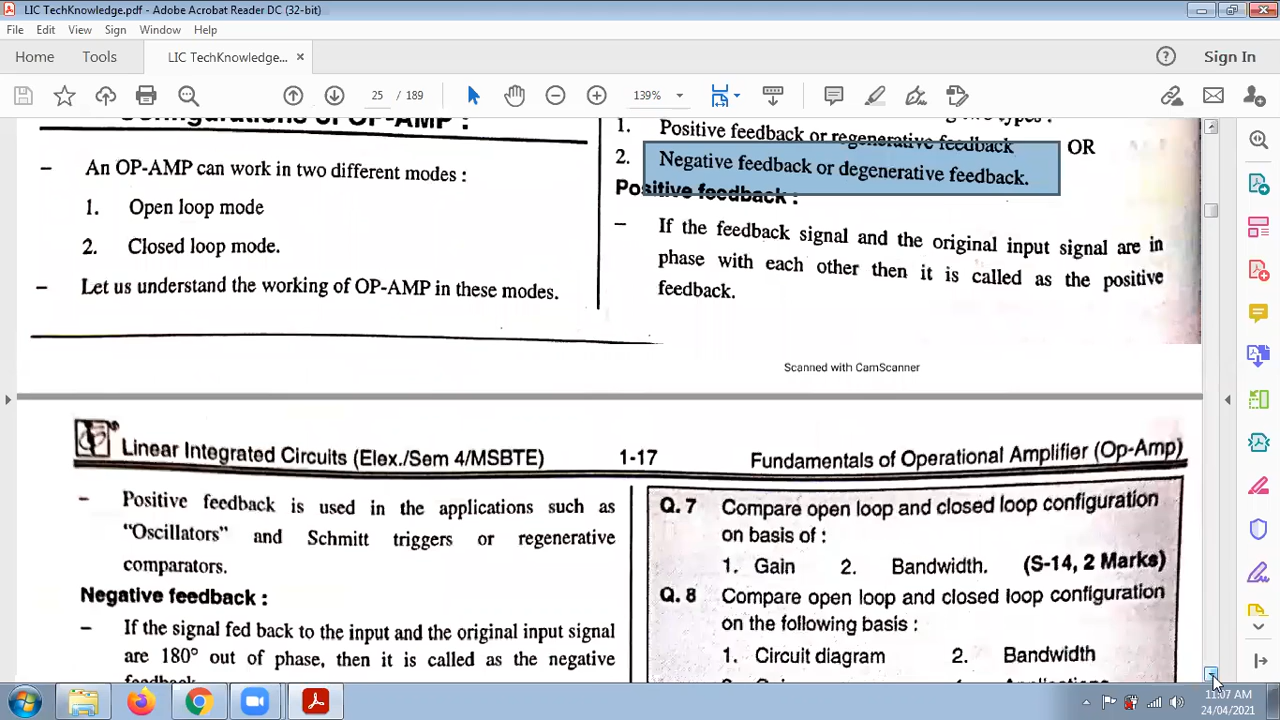 LIC TechKnowledge.pdf - Adobe Acrobat Reader DC (32-bit)
File Edit View Sign Window Help
Home Tools LIC TechKnowledge... × Sign In
25 / 189 139%
Configurations of OP-AMP :
– An OP-AMP can work in two different modes :
1. Open loop mode
2. Closed loop mode.
– Let us understand the working of OP-AMP in these modes.
two types :
1. Positive feedback or regenerative feedback OR
2. Negative feedback or degenerative feedback.
Positive feedback :
– If the feedback signal and the original input signal are in
phase with each other then it is called as the positive
feedback.
Scanned with CamScanner
Linear Integrated Circuits (Elex./Sem 4/MSBTE) 1-17 Fundamentals of Operational Amplifier (Op-Amp)
– Positive feedback is used in the applications such as
"Oscillators" and Schmitt triggers or regenerative
comparators.
Negative feedback :
– If the signal fed back to the input and the original input signal
are 180° out of phase, then it is called as the negative
feedback.
Q. 7 Compare open loop and closed loop configuration
on basis of :
1. Gain 2. Bandwidth. (S-14, 2 Marks)
Q. 8 Compare open loop and closed loop configuration
on the following basis :
1. Circuit diagram 2. Bandwidth
11:07 AM
24/04/2021